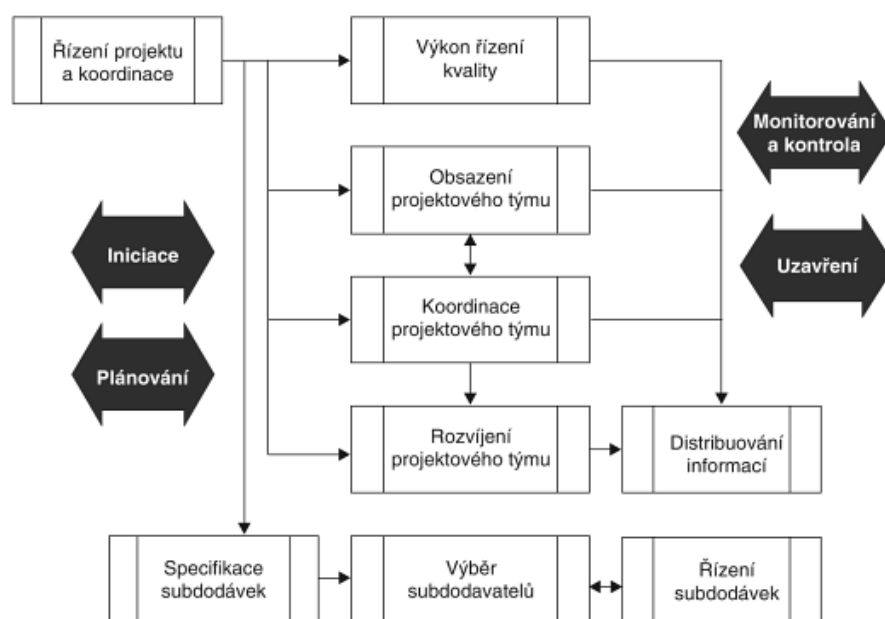 Řízení projektu
a koordinace
Výkon řízení
kvality
Monitorování
a kontrola
Obsazení
projektového týmu
Iniciace
Uzavření
Koordinace
projektového týmu
Plánování
Rozvíjení
projektového týmu
Distribuování
informací
Specifikace
subdodávek
Výběr
subdodavatelů
Řízení
subdodávek